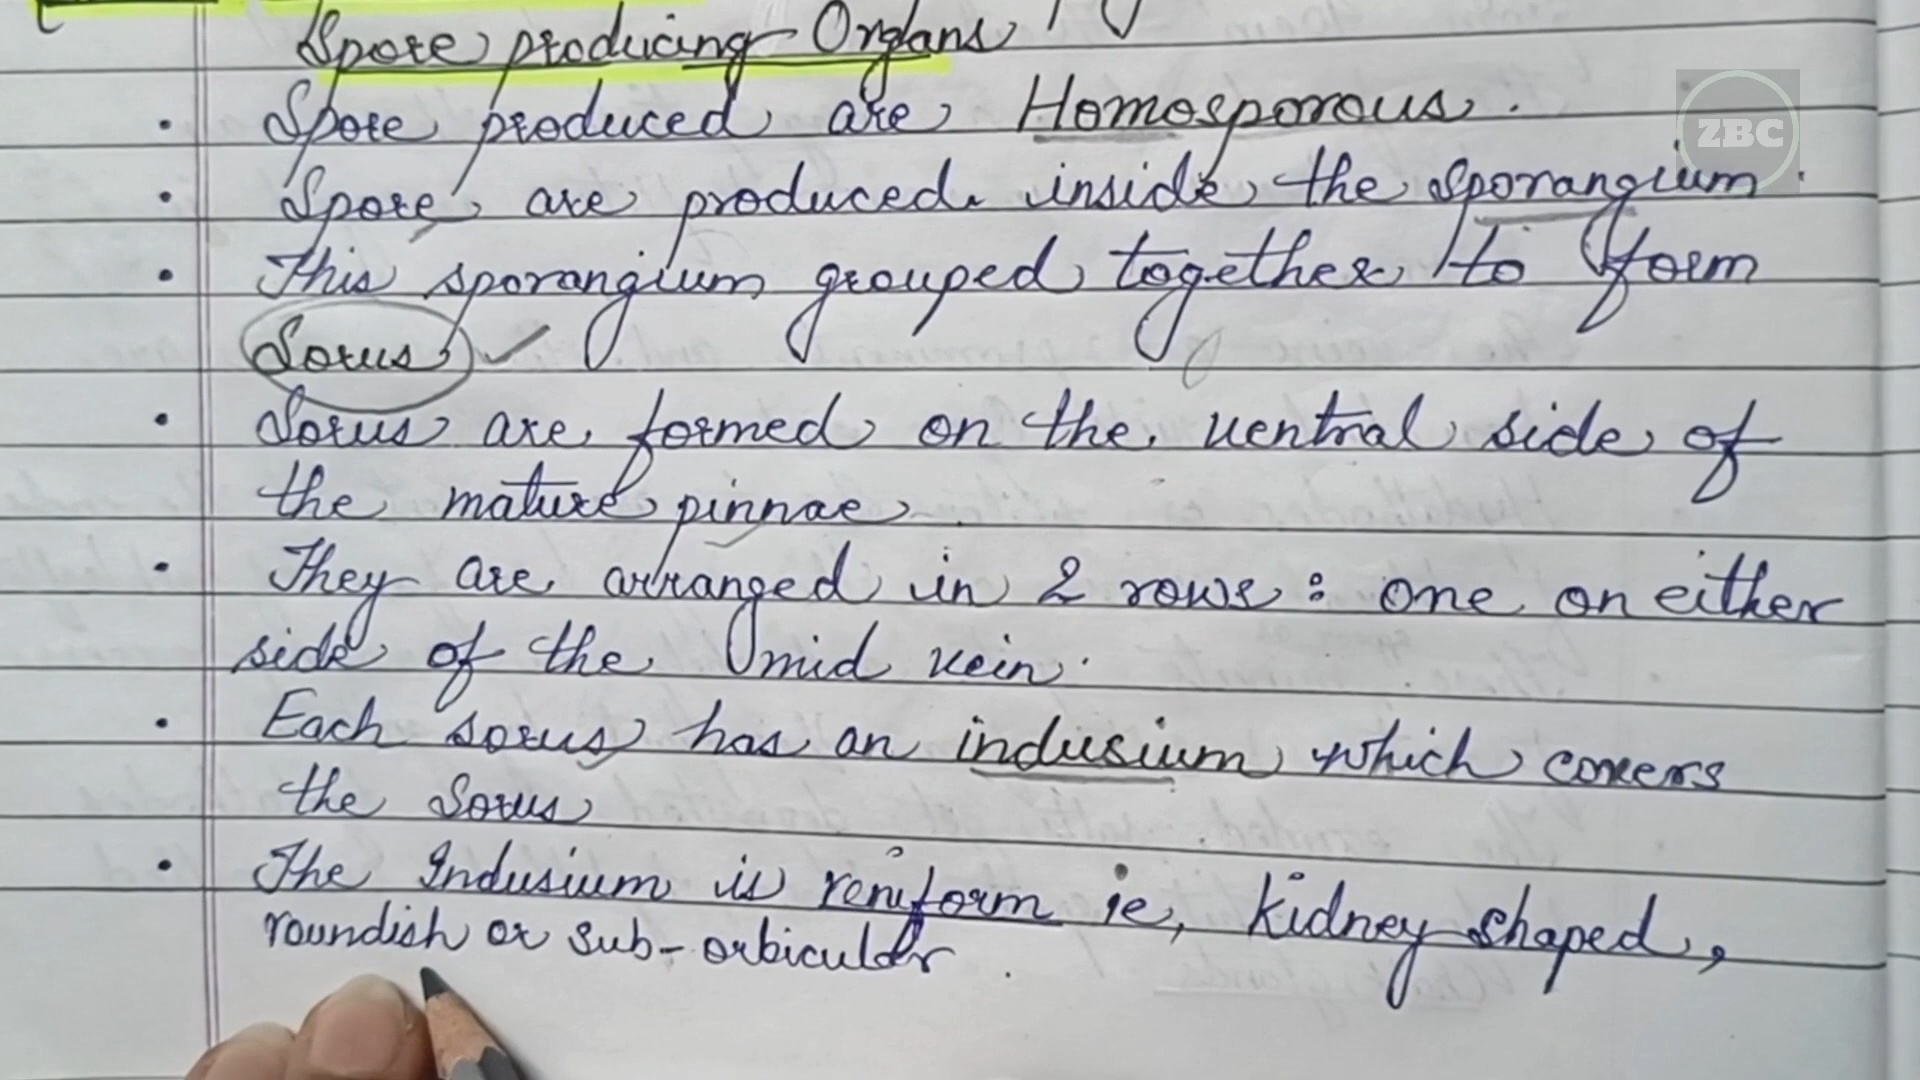 Spore producing Organs
ZBC
• Spore produced are Homosporous.
• Spore are produced inside the sporangium.
• This sporangium grouped together to form
Sorus
• Sorus are formed on the ventral side of
the mature pinnae
• They are arranged in 2 rows : one on either
side of the mid vein.
• Each sorus has an indusium which covers
the Sorus
• The Indusium is reniform ie, kidney shaped,
roundish or sub-orbicular.